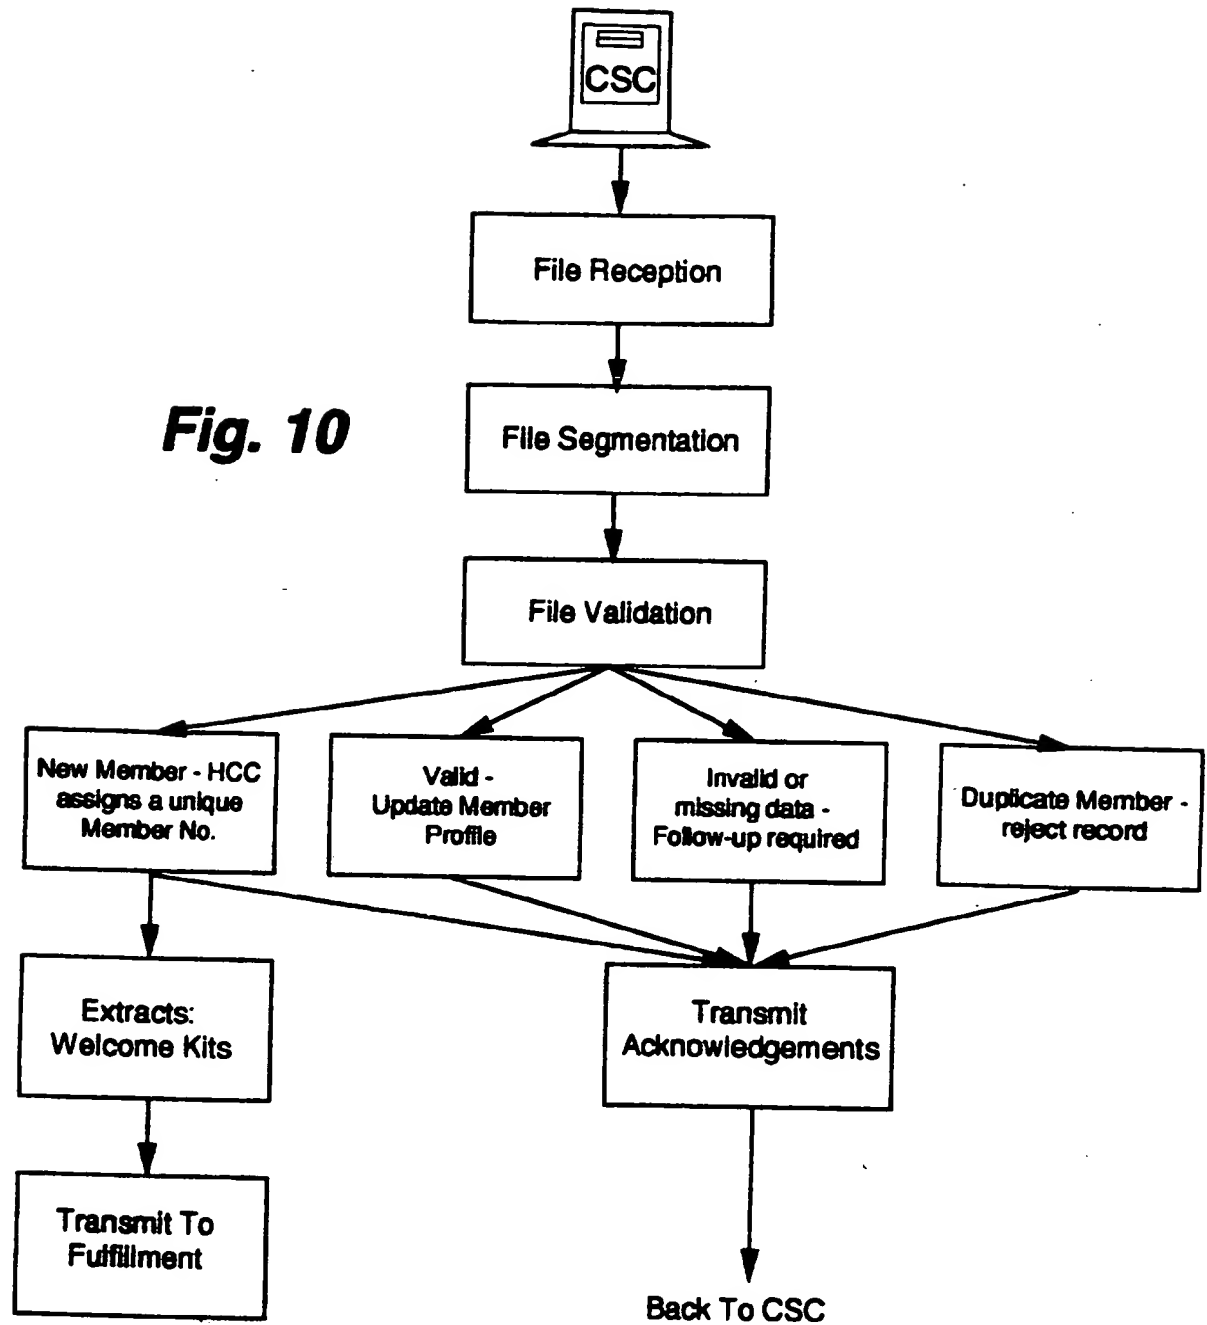 CSC
File Reception
Fig. 10
File Segmentation
File Validation
New Member - HCC
assigns a unique
Member No.
Valid -
Update Member
Profile
Invalid or
missing data -
Follow-up required
Duplicate Member -
reject record
Extracts:
Welcome Kits
Transmit
Acknowledgements
Transmit To
Fulfillment
Back To CSC